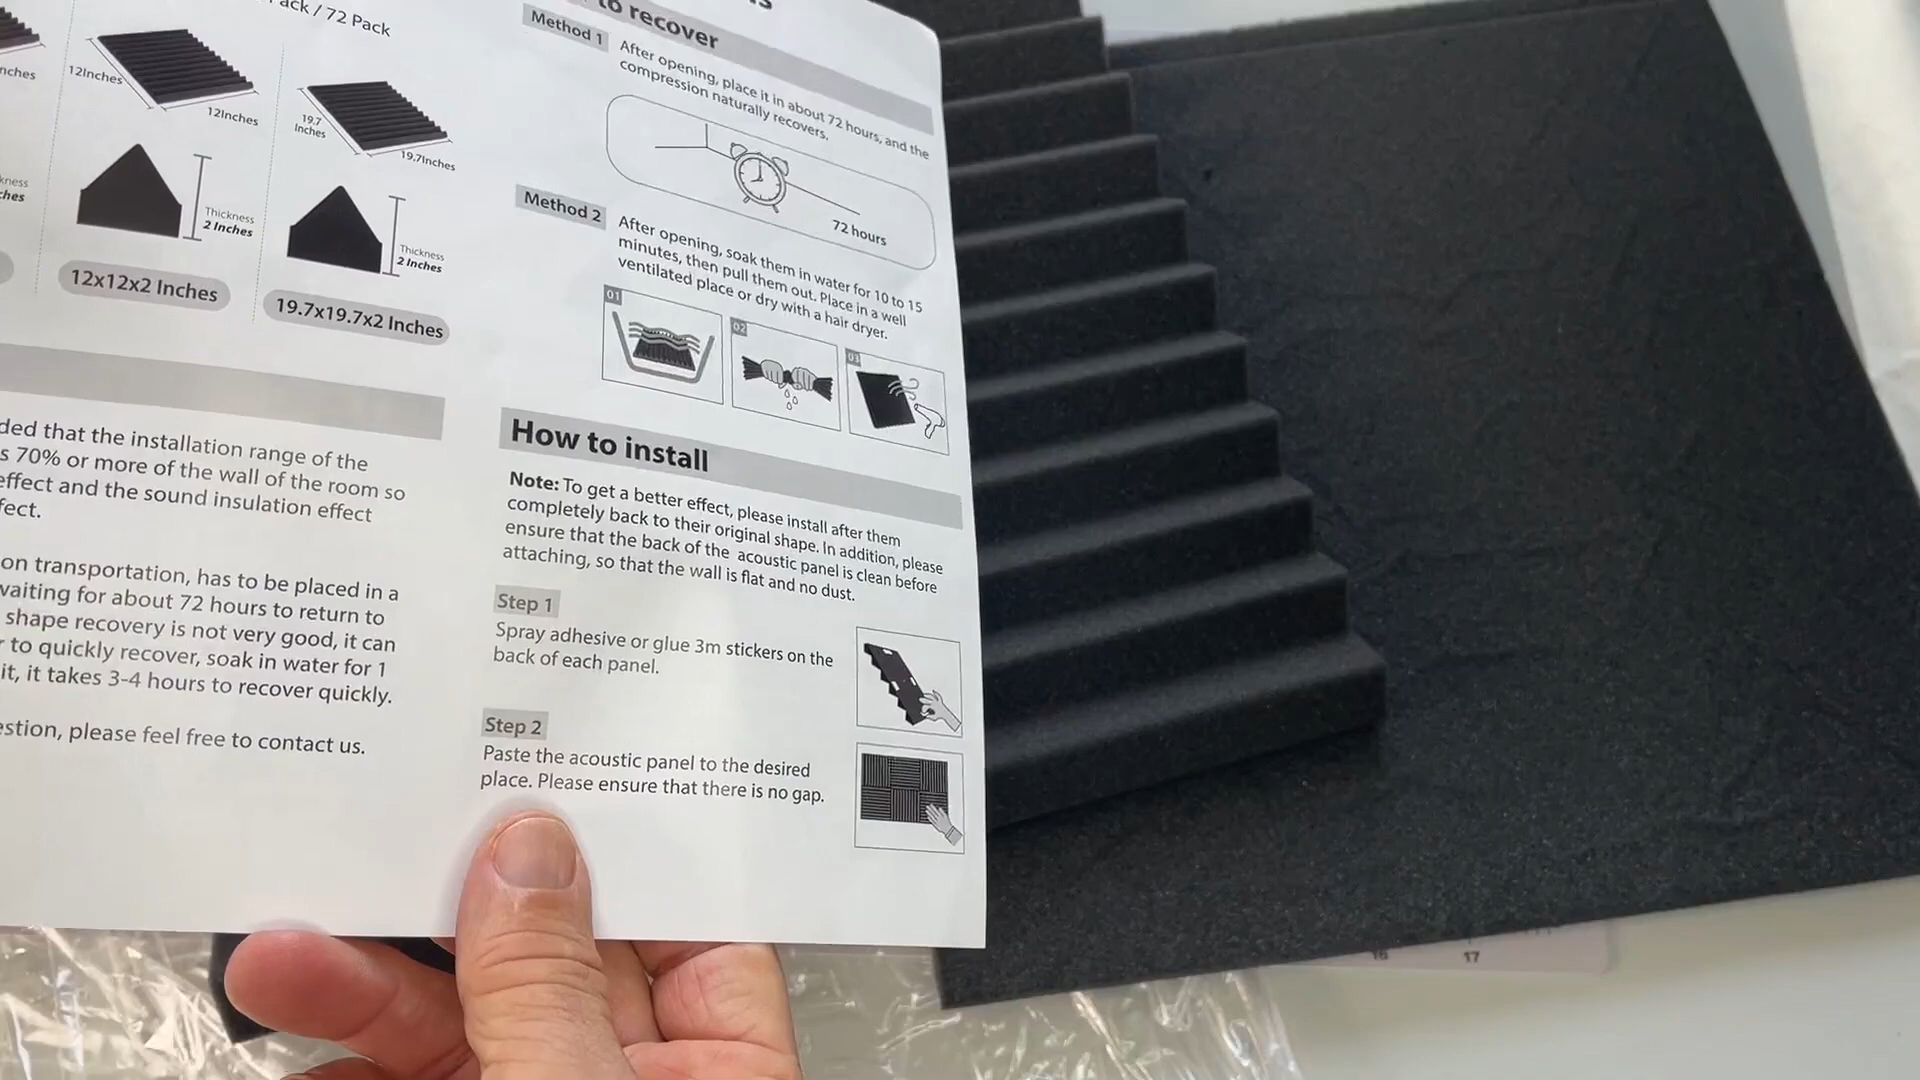 ack / 72 Pack
nches
12Inches
12Inches
19.7
Inches
19.7Inches
kness
ches
Thickness
2 Inches
Thickness
2 Inches
12x12x2 Inches
19.7x19.7x2 Inches
ded that the installation range of the
s 70% or more of the wall of the room so
effect and the sound insulation effect
fect.
on transportation, has to be placed in a
waiting for about 72 hours to return to
shape recovery is not very good, it can
r to quickly recover, soak in water for 1
it, it takes 3-4 hours to recover quickly.
estion, please feel free to contact us.
to recover
Method 1
After opening, place it in about 72 hours, and the
compression naturally recovers.
72 hours
Method 2
After opening, soak them in water for 10 to 15
minutes, then pull them out. Place in a well
ventilated place or dry with a hair dryer.
01
02
03
How to install
Note: To get a better effect, please install after them
completely back to their original shape. In addition, please
ensure that the back of the acoustic panel is clean before
attaching, so that the wall is flat and no dust.
Step 1
Spray adhesive or glue 3m stickers on the
back of each panel.
Step 2
Paste the acoustic panel to the desired
place. Please ensure that there is no gap.
17